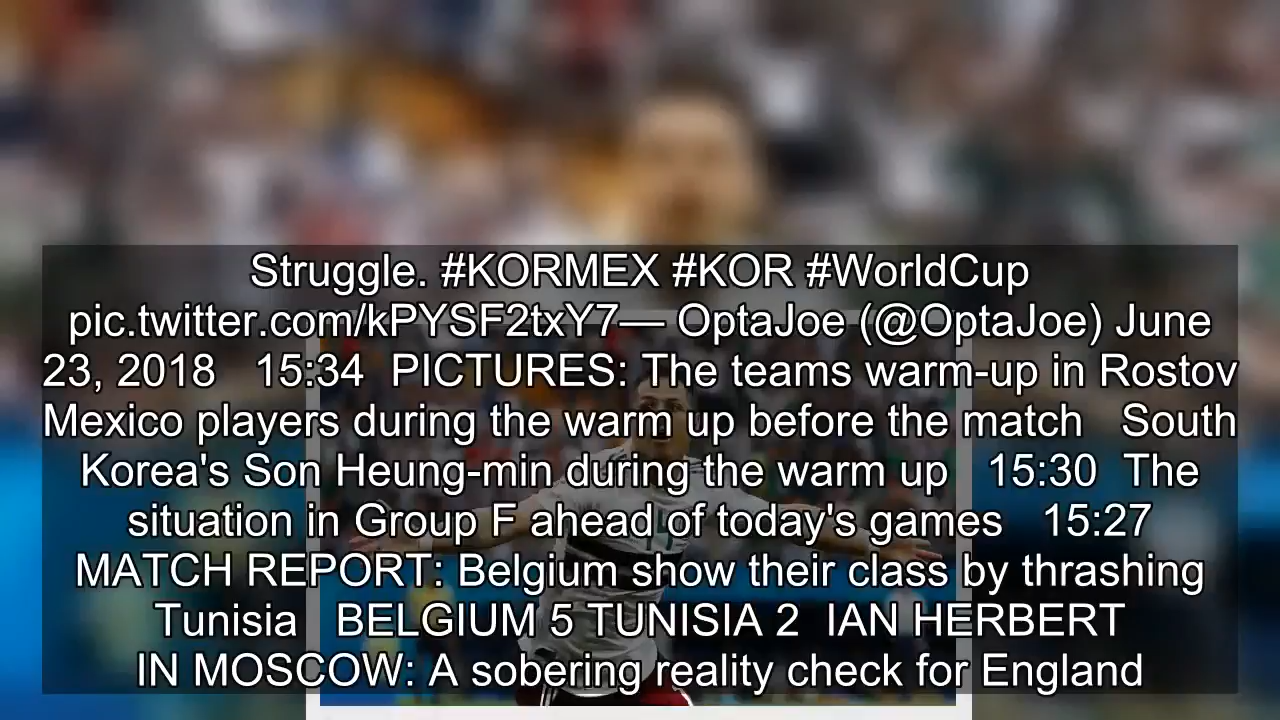 Struggle. #KORMEX #KOR #WorldCup
pic.twitter.com/kPYSF2txY7— OptaJoe (@OptaJoe) June
23, 2018   15:34  PICTURES: The teams warm-up in Rostov
Mexico players during the warm up before the match   South
Korea's Son Heung-min during the warm up   15:30  The
situation in Group F ahead of today's games   15:27
MATCH REPORT: Belgium show their class by thrashing
Tunisia   BELGIUM 5 TUNISIA 2  IAN HERBERT
IN MOSCOW: A sobering reality check for England